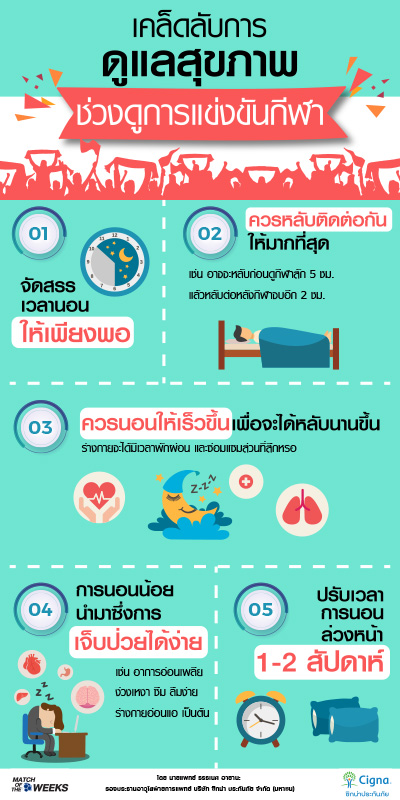 เคล็ดลับการ
ดูแลสุขภาพ
ช่วงดูการแข่งขันกีฬา
01
จัดสรร
เวลานอน
ให้เพียงพอ
02
ควรหลับติดต่อกัน
ให้มากที่สุด
เช่น อาจจะหลับก่อนดูกีฬาสัก 5 ชม.
แล้วหลับต่อหลังกีฬาจบอีก 2 ชม.
03
ควรนอนให้เร็วขึ้นเพื่อจะได้หลับนานขึ้น
ร่างกายจะได้มีเวลาพักผ่อน และซ่อมแซมส่วนที่สึกหรอ
Z-Z-Z
04
การนอนน้อย
นำมาซึ่งการ
เจ็บป่วยได้ง่าย
เช่น อาการอ่อนเพลีย
ง่วงเหงา ซึม ลืมง่าย
ร่างกายอ่อนแอ เป็นต้น
z z z
05
ปรับเวลา
การนอน
ล่วงหน้า
1-2 สัปดาห์
MATCH
OF THE WEEKS
โดย นายแพทย์ ธรรเนศ อายานะ
รองประธานอาวุโสฝ่ายการแพทย์ บริษัท ซิกน่า ประกันภัย จำกัด (มหาชน)
Cigna
ซิกน่าประกันภัย